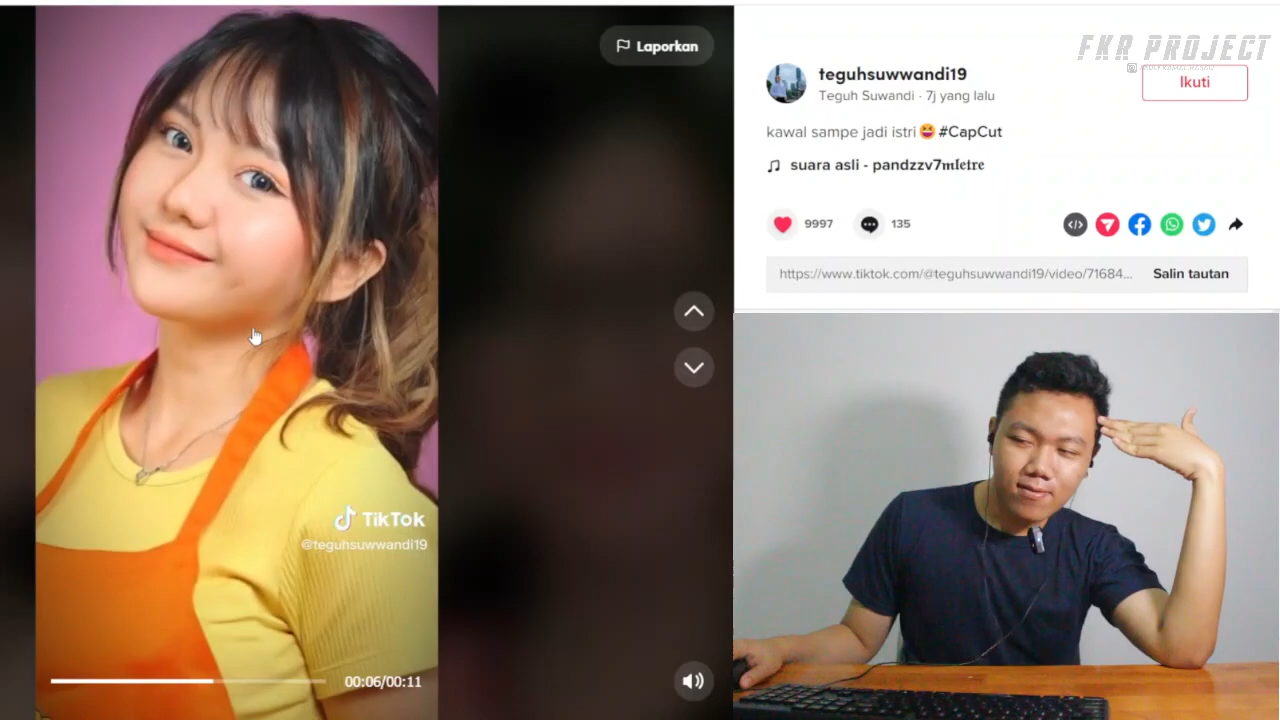 Laporkan
TikTok
@teguhsuwwandi19
00:06/00:11
FKR PROJECT
teguhsuwwandi19
Teguh Suwandi · 7j yang lalu
Ikuti
kawal sampe jadi istri😆 #CapCut
suara asli - pandzzv7𝐦𝐥𝐞𝐭𝐫𝐞
9997
135
https://www.tiktok.com/@teguhsuwwandi19/video/71684...
Salin tautan